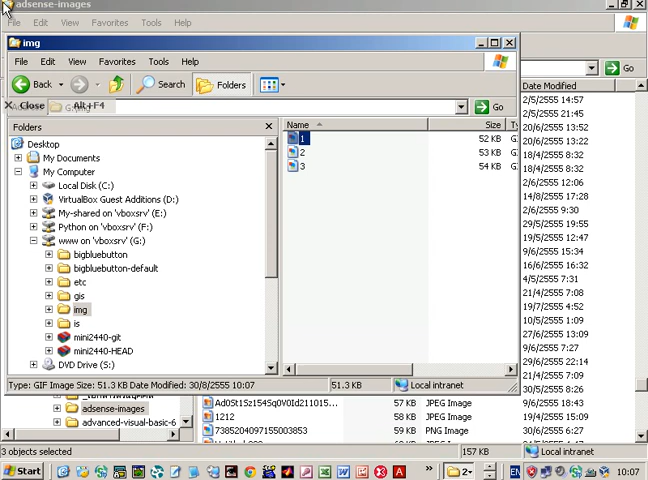 adsense-images
File Edit View Favorites Tools Help
img
File Edit View Favorites Tools Help
Back Search Folders
Close Alt+F4
Go
Go
Folders
Name Size
Desktop
My Documents
My Computer
Local Disk (C:)
VirtualBox Guest Additions (D:)
My-shared on 'vboxsrv' (E:)
Python on 'vboxsrv' (F:)
www on 'vboxsrv' (G:)
bigbluebutton
bigbluebutton-default
etc
gis
img
is
mini2440-git
mini2440-HEAD
DVD Drive (S:)
1 52 KB
2 53 KB
3 54 KB
Date Modified
2/5/2555 14:57
2/5/2555 21:45
20/6/2555 13:52
20/6/2555 13:22
18/4/2555 8:32
18/4/2555 8:32
2/6/2555 12:06
14/8/2555 17:28
2/6/2555 9:30
29/5/2555 19:55
19/5/2555 12:47
9/6/2555 15:34
16/6/2555 16:32
4/5/2555 7:31
21/4/2555 7:08
19/7/2555 4:52
10/5/2555 1:09
27/6/2555 13:09
9/6/2555 7:27
29/6/2555 22:14
21/7/2555 7:08
30/5/2555 8:26
9/6/2555 18:43
12/4/2555 15:09
30/6/2555 6:27
Type: GIF Image Size: 51.3 KB Date Modified: 30/8/2555 10:07 51.3 KB Local intranet
adsense-images
advanced-visual-basic-6
57 KB JPEG Image
1212 58 KB JPEG Image
7385204097155003853 59 KB PNG Image
3 objects selected 157 KB Local intranet
Start 2 EN 10:07